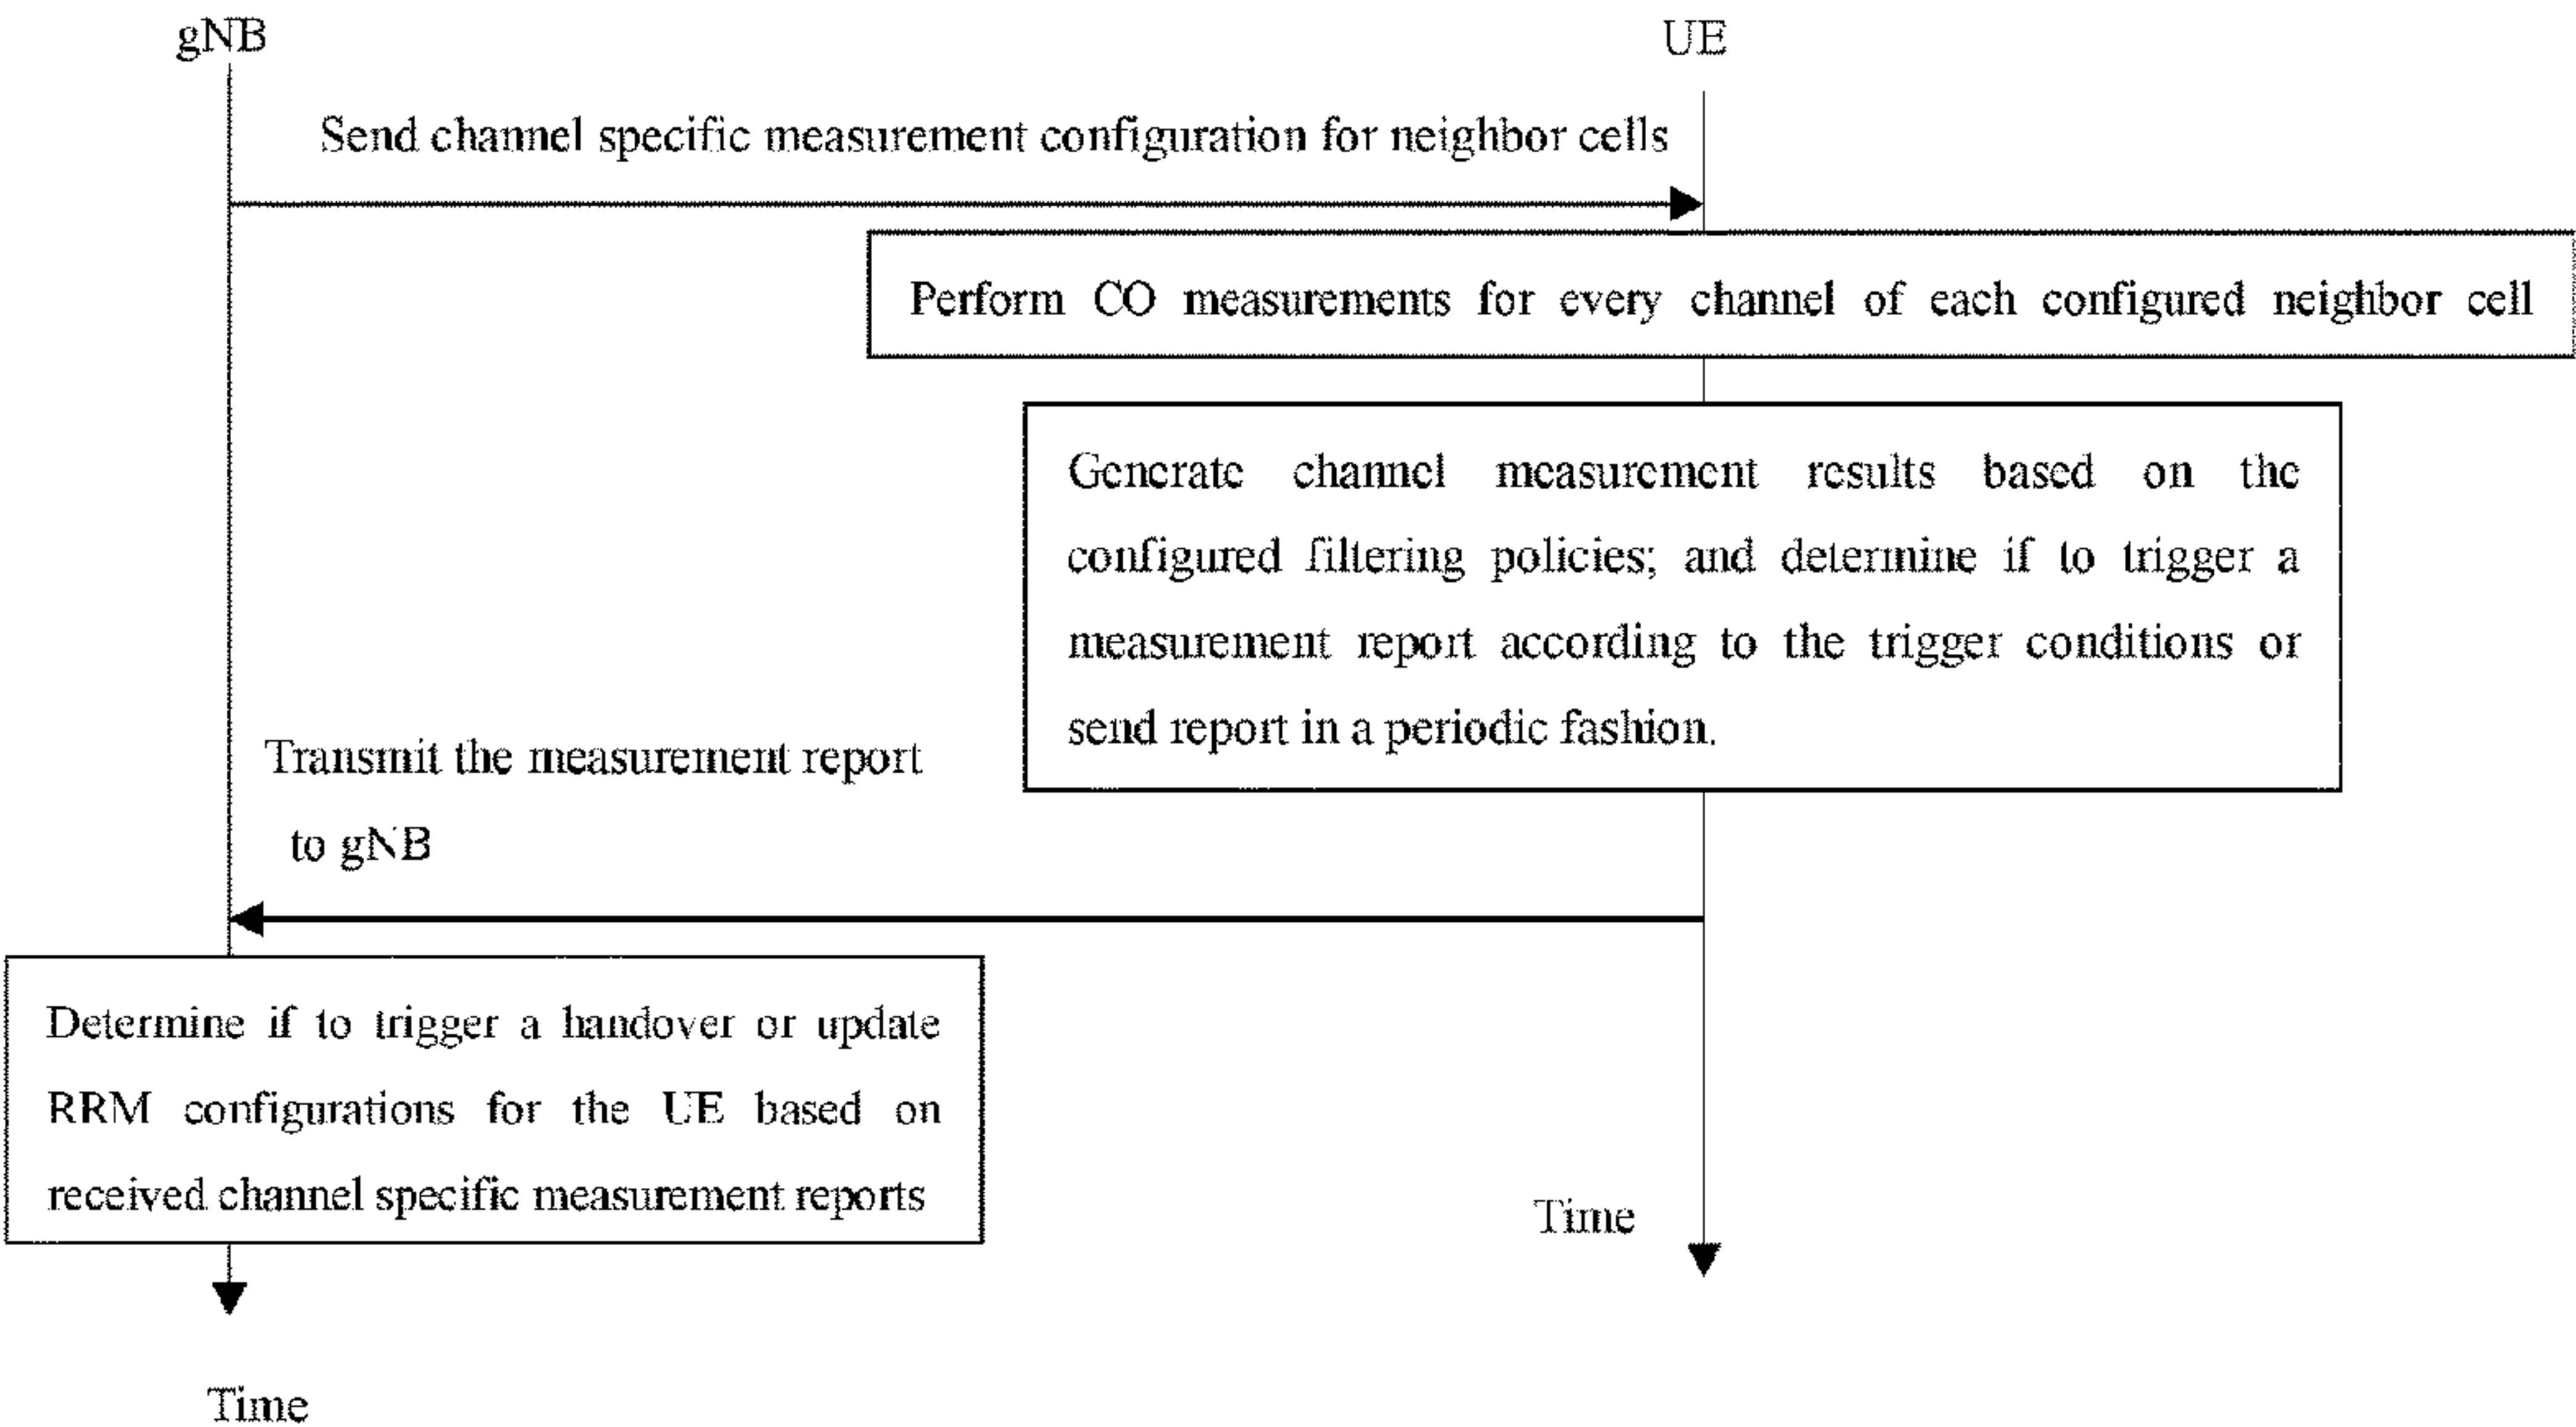 gNB
UE
Send channel specific measurement configuration for neighbor cells
Perform CO measurements for every channel of each configured neighbor cell
Generate channel measurement results based on the
configured filtering policies; and determine if to trigger a
measurement report according to the trigger conditions or
send report in a periodic fashion.
Transmit the measurement report
to gNB
Determine if to trigger a handover or update
RRM configurations for the UE based on
received channel specific measurement reports
Time
Time